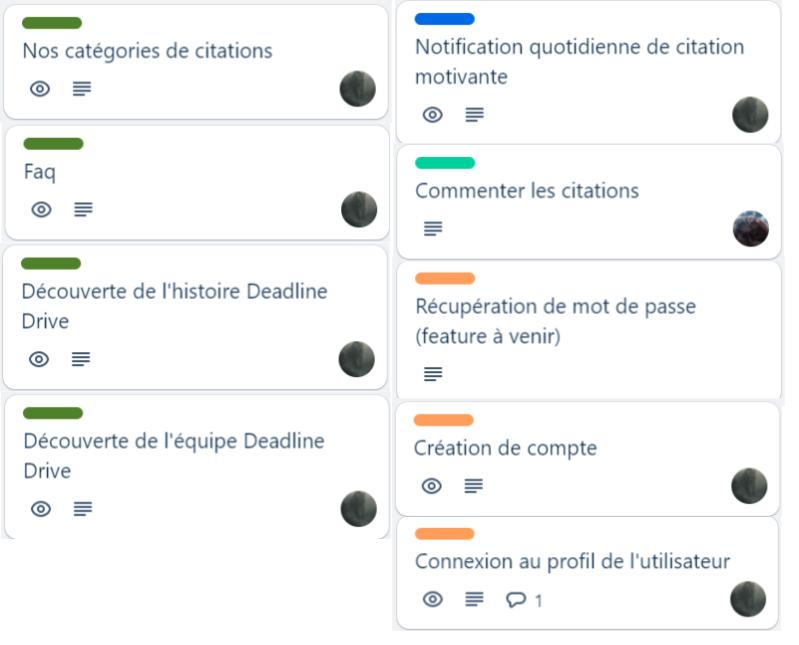 Nos catégories de citations
Faq
Découverte de l'histoire Deadline
Drive
Découverte de l'équipe Deadline
Drive
Notification quotidienne de citation
motivante
Commenter les citations
Récupération de mot de passe
(feature à venir)
Création de compte
Connexion au profil de l'utilisateur
1